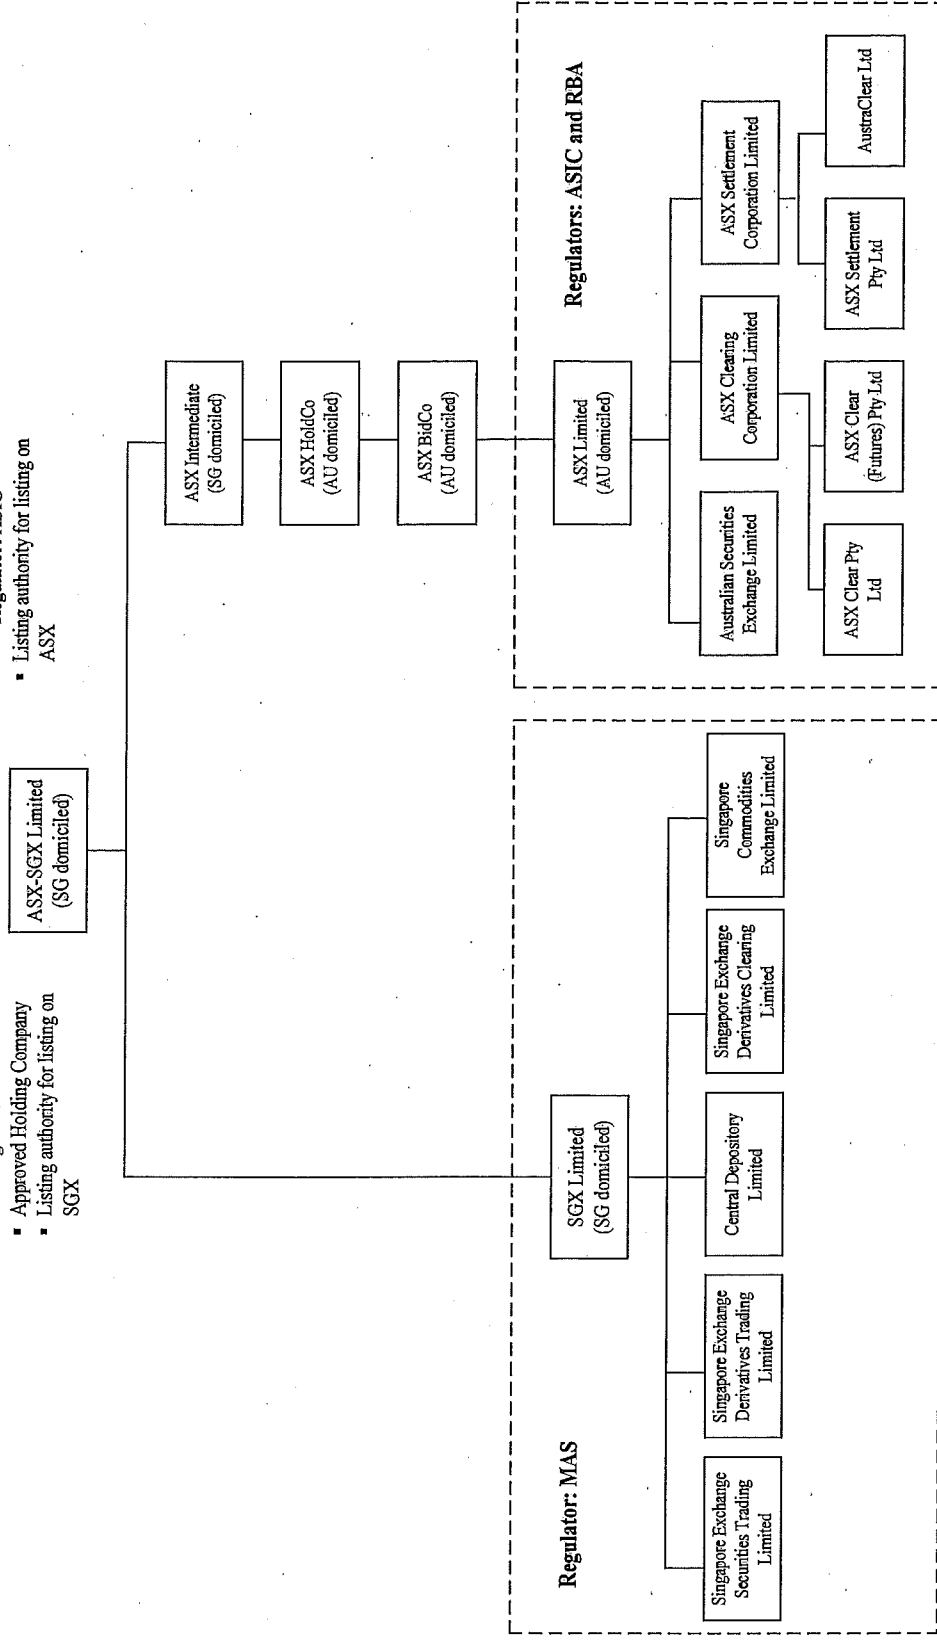 ▪ Approved Holding Company
▪ Listing authority for listing on
SGX
ASX-SGX Limited
(SG domiciled)
▪ Listing authority for listing on
ASX
ASX Intermediate
(SG domiciled)
ASX HoldCo
(AU domiciled)
ASX BidCo
(AU domiciled)
Regulator: MAS
SGX Limited
(SG domiciled)
Singapore Exchange
Securities Trading
Limited
Singapore Exchange
Derivatives Trading
Limited
Central Depository
Limited
Singapore Exchange
Derivatives Clearing
Limited
Singapore
Commodities
Exchange Limited
Regulators: ASIC and RBA
ASX Limited
(AU domiciled)
Australian Securities
Exchange Limited
ASX Clearing
Corporation Limited
ASX Settlement
Corporation Limited
ASX Clear Pty
Ltd
ASX Clear
(Futures) Pty Ltd
ASX Settlement
Pty Ltd
AustraClear Ltd